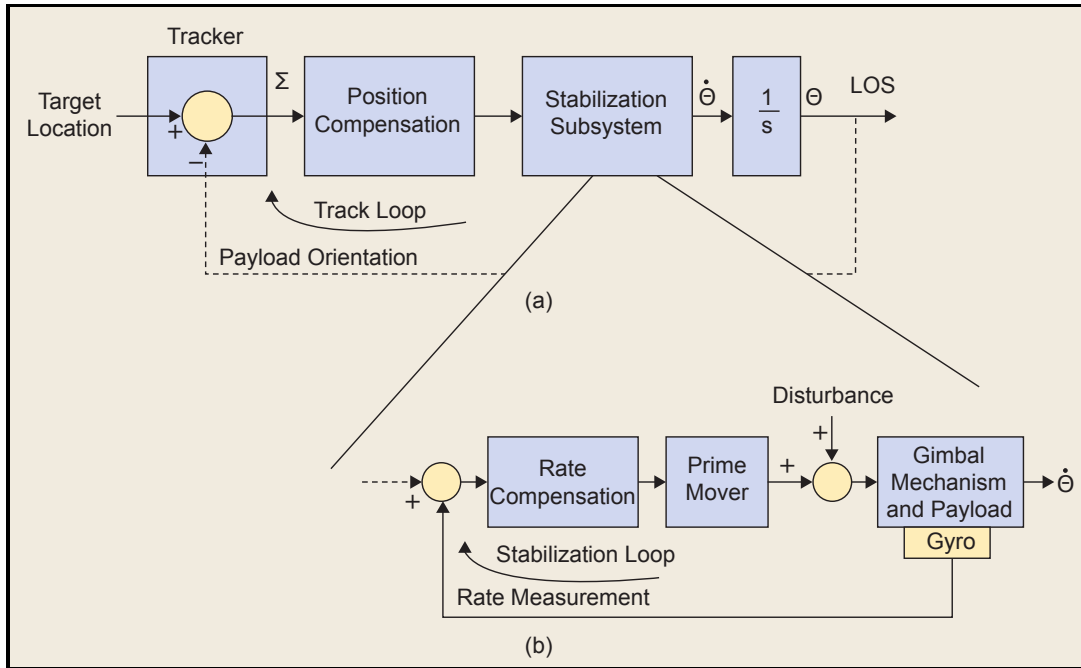 Tracker
Target
Location
+
−
Σ
Position
Compensation
Stabilization
Subsystem
Θ̇
1
s
Θ
LOS
Track Loop
Payload Orientation
(a)
Disturbance
+
+
Rate
Compensation
Prime
Mover
+
Gimbal
Mechanism
and Payload
Θ̇
Gyro
Stabilization Loop
Rate Measurement
(b)